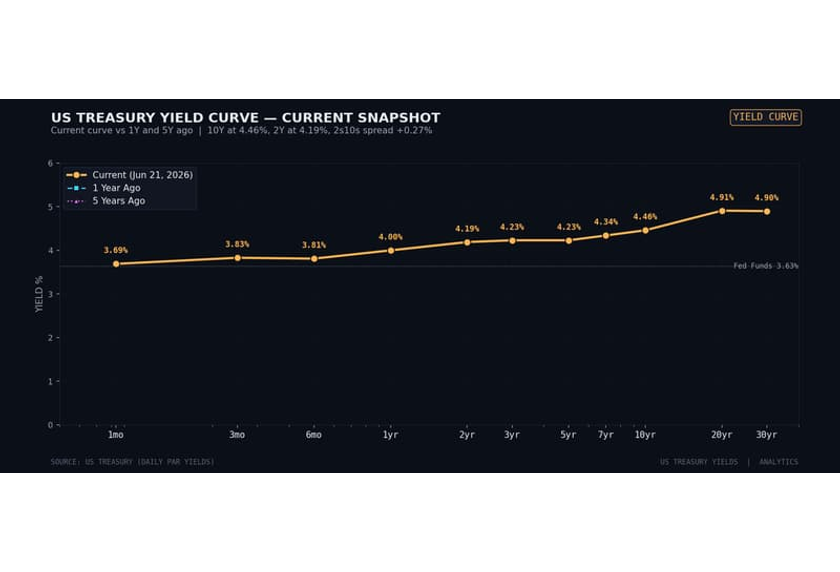 US TREASURY YIELD CURVE — CURRENT SNAPSHOT
YIELD CURVE
Current curve vs 1Y and 5Y ago | 10Y at 4.46%, 2Y at 4.19%, 2s10s spread +0.27%
Current (Jun 21, 2026)
1 Year Ago
5 Years Ago
YIELD %
6
5
4
3
2
1
0
3.69%
3.83%
3.81%
4.00%
4.19%
4.23%
4.23%
4.34%
4.46%
4.91%
4.90%
Fed Funds 3.63%
1mo
3mo
6mo
1yr
2yr
3yr
5yr
7yr
10yr
20yr
30yr
SOURCE: US TREASURY (DAILY PAR YIELDS)
US TREASURY YIELDS | ANALYTICS